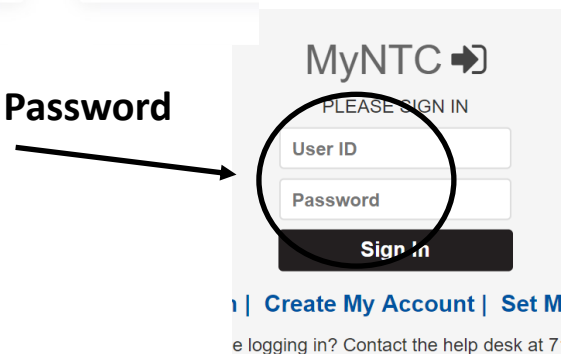 MyNTC
Password
PLEASE SIGN IN
User ID
Password
Sign In
| Create My Account | Set M
e logging in? Contact the help desk at 7